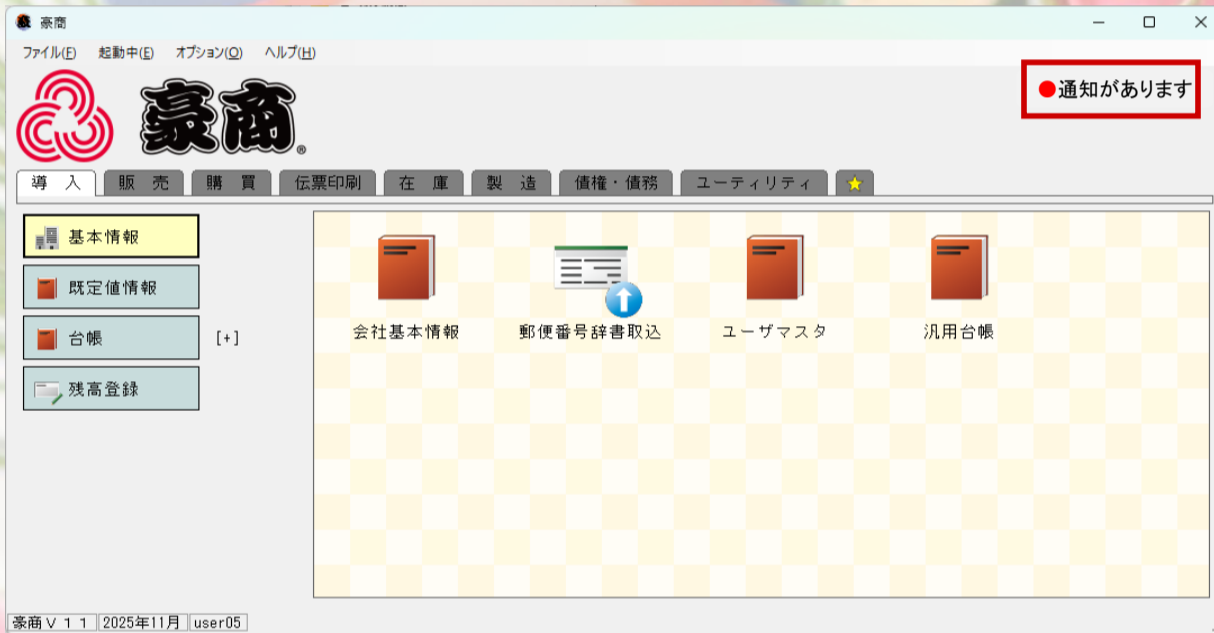 豪商
ファイル(F) 起動中(E) オプション(O) ヘルプ(H)
豪商®
●通知があります
導 入 販 売 購 買 伝票印刷 在 庫 製 造 債権・債務 ユーティリティ
基本情報
既定値情報
台帳 [+]
残高登録
会社基本情報 郵便番号辞書取込 ユーザマスタ 汎用台帳
豪商V11 2025年11月 user05